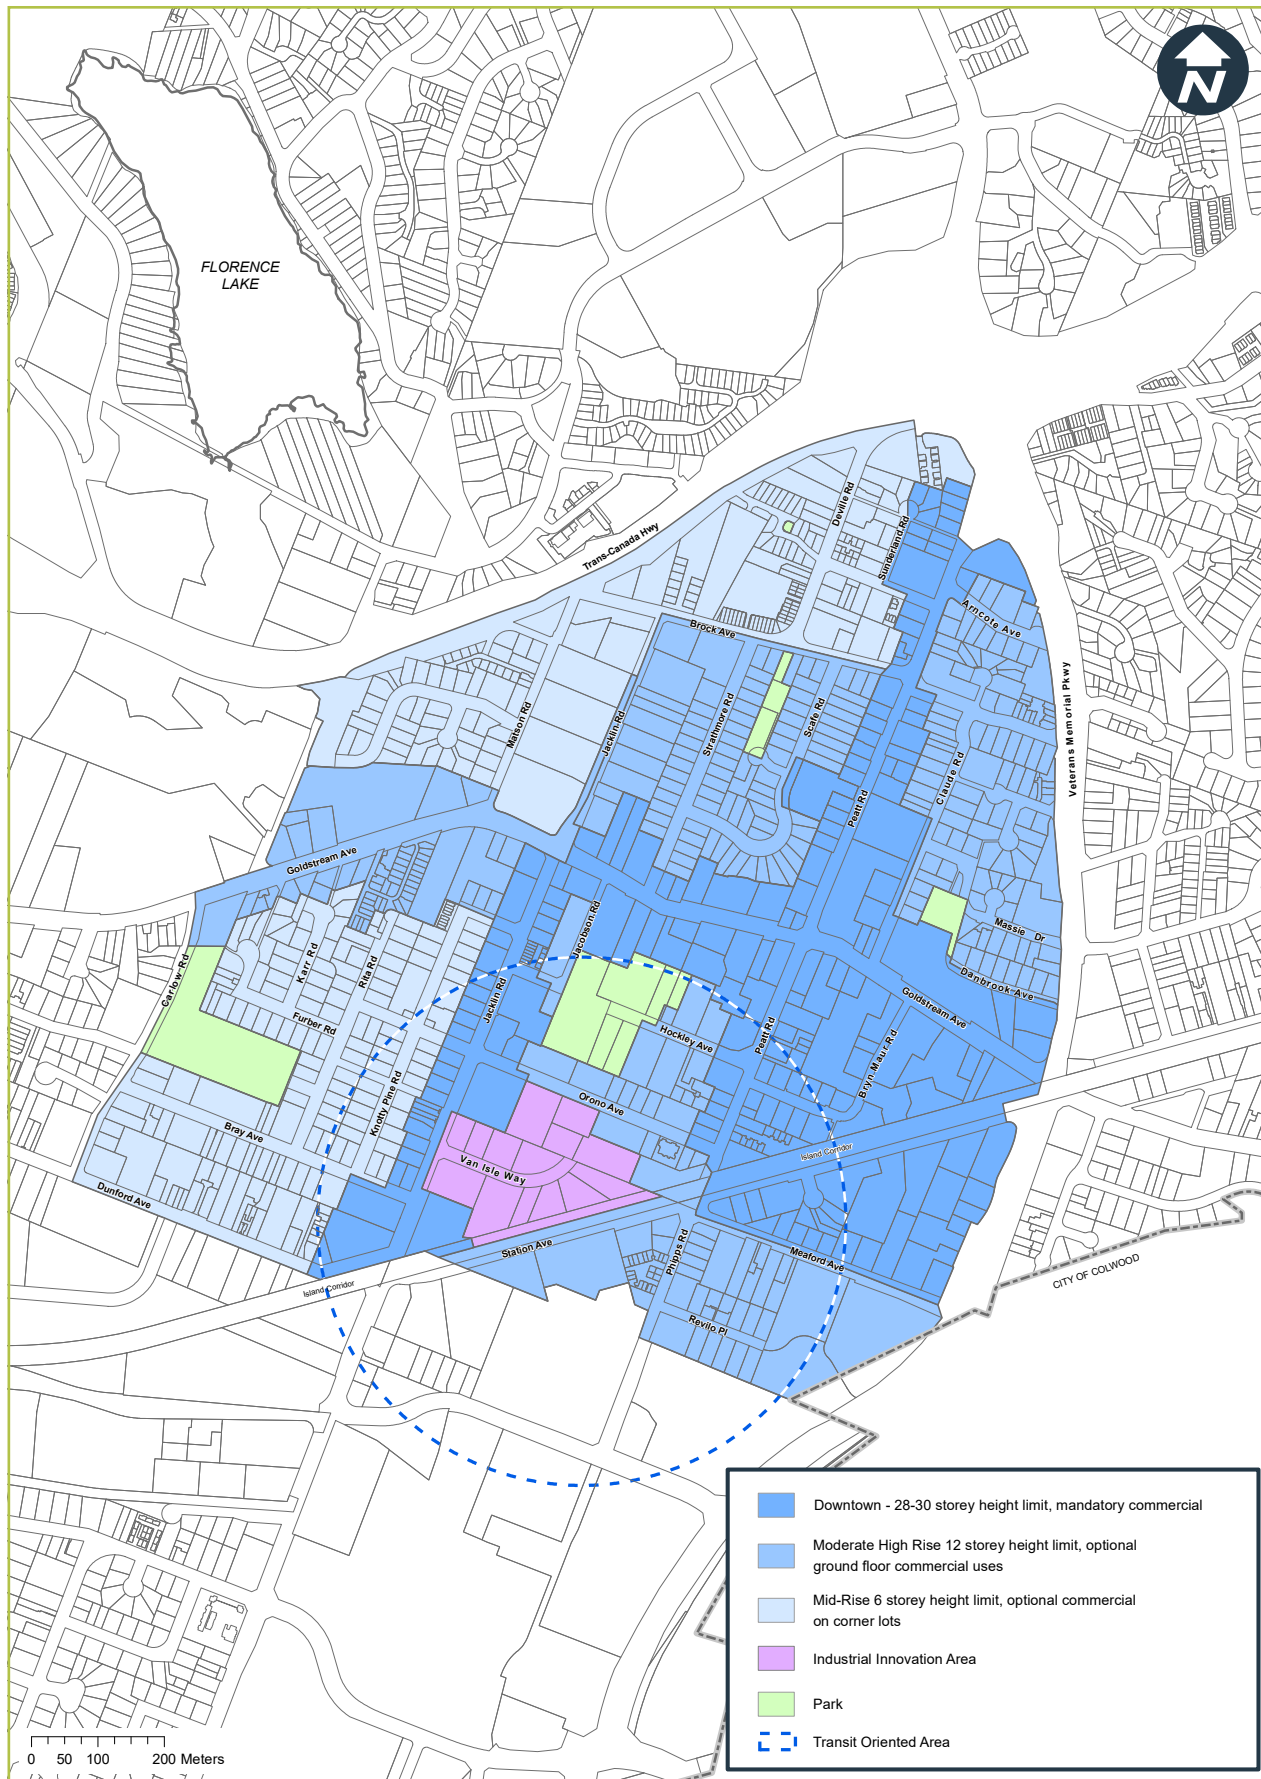 N
FLORENCE
LAKE
Trans-Canada Hwy
Deville Rd
Sunderland Rd
Arncote Ave
Brock Ave
Veterans Memorial Pkwy
Matson Rd
Jacklin Rd
Strathmore Rd
Scafe Rd
Claude Rd
Peatt Rd
Goldstream Ave
Massie Dr
Danbrook Ave
Jacobson Rd
Carlow Rd
Karr Rd
Rita Rd
Jacklin Rd
Goldstream Ave
Furber Rd
Hockley Ave
Peatt Rd
Bryn Maur Rd
Knotty Pine Rd
Orono Ave
Bray Ave
Island Corridor
Van Isle Way
Dunford Ave
Station Ave
Phipps Rd
Meaford Ave
CITY OF COLWOOD
Island Corridor
Revilo Pl
Downtown - 28-30 storey height limit, mandatory commercial
Moderate High Rise 12 storey height limit, optional
ground floor commercial uses
Mid-Rise 6 storey height limit, optional commercial
on corner lots
Industrial Innovation Area
Park
Transit Oriented Area
0 50 100 200 Meters